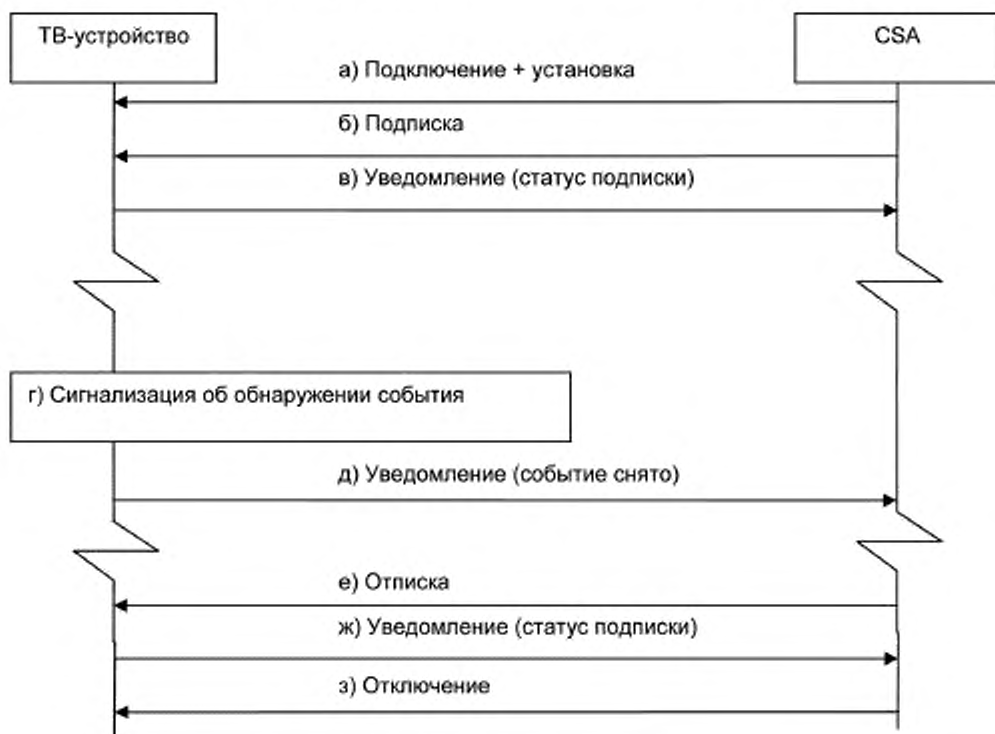 ТВ-устройство
CSA
а) Подключение + установка
б) Подписка
в) Уведомление (статус подписки)
г) Сигнализация об обнаружении события
д) Уведомление (событие снято)
е) Отписка
ж) Уведомление (статус подписки)
з) Отключение